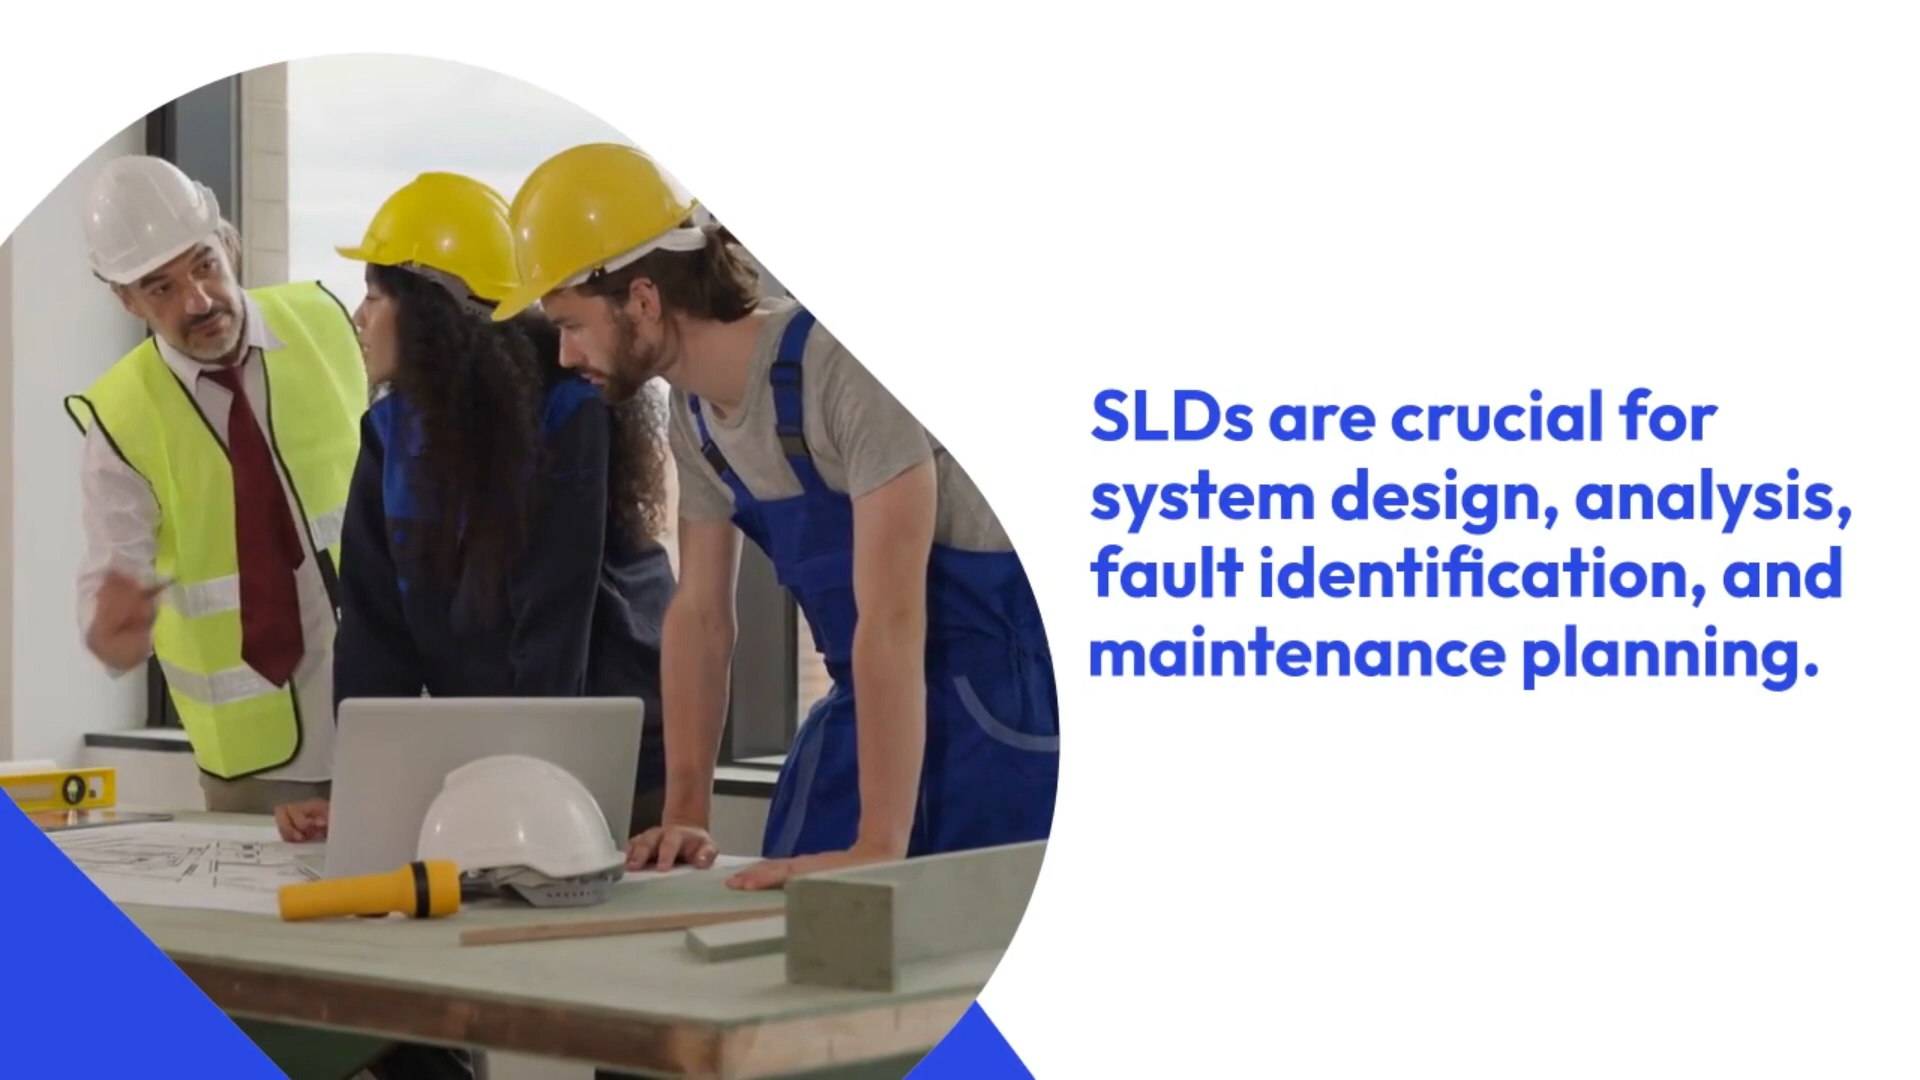 SLDs are crucial for
system design, analysis,
fault identification, and
maintenance planning.